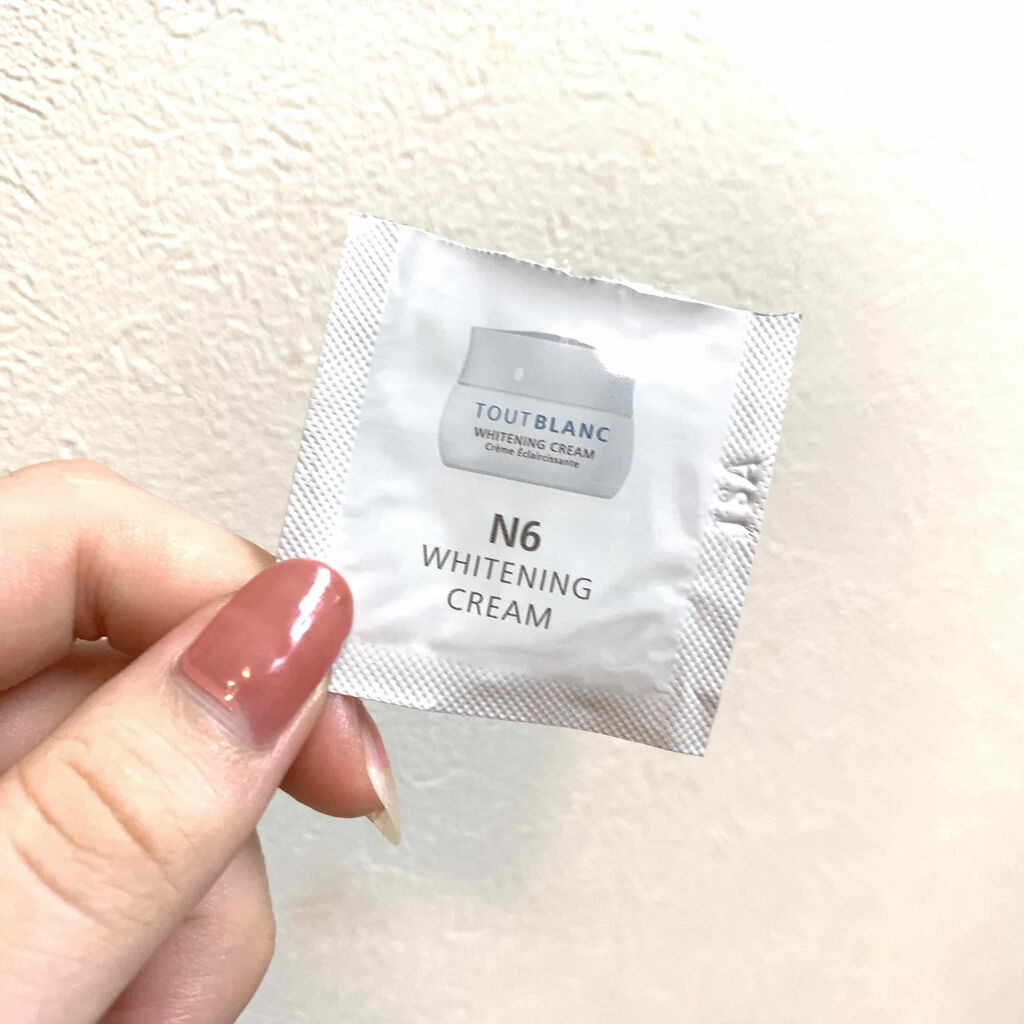 TOUTBLANC
WHITENING CREAM
Crème Éclaircissante
N6
WHITENING
CREAM